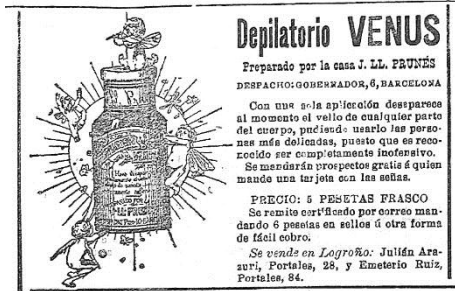 Depilatorio VENUS
Preparado por la casa J. LL. PRUNÉS
DESPACHO: GOBERNADOR, 6, BARCELONA
Con una sola aplicación desaparece
al momento el vello de cualquier parte
del cuerpo, pudiendo usarlo las perso-
nas más delicadas, puesto que es reco-
nocido ser completamente inofensivo.
Se mandarán prospectos gratis á quien
mande una tarjeta con las señas.
PRECIO: 5 PESETAS FRASCO
Se remite certificado por correo man-
dando 6 pesetas en sellos ú otra forma
de fácil cobro.
Se vende en Logroño: Julián Ara-
zuri, Portales, 28, y Emeterio Ruiz,
Portales, 84.